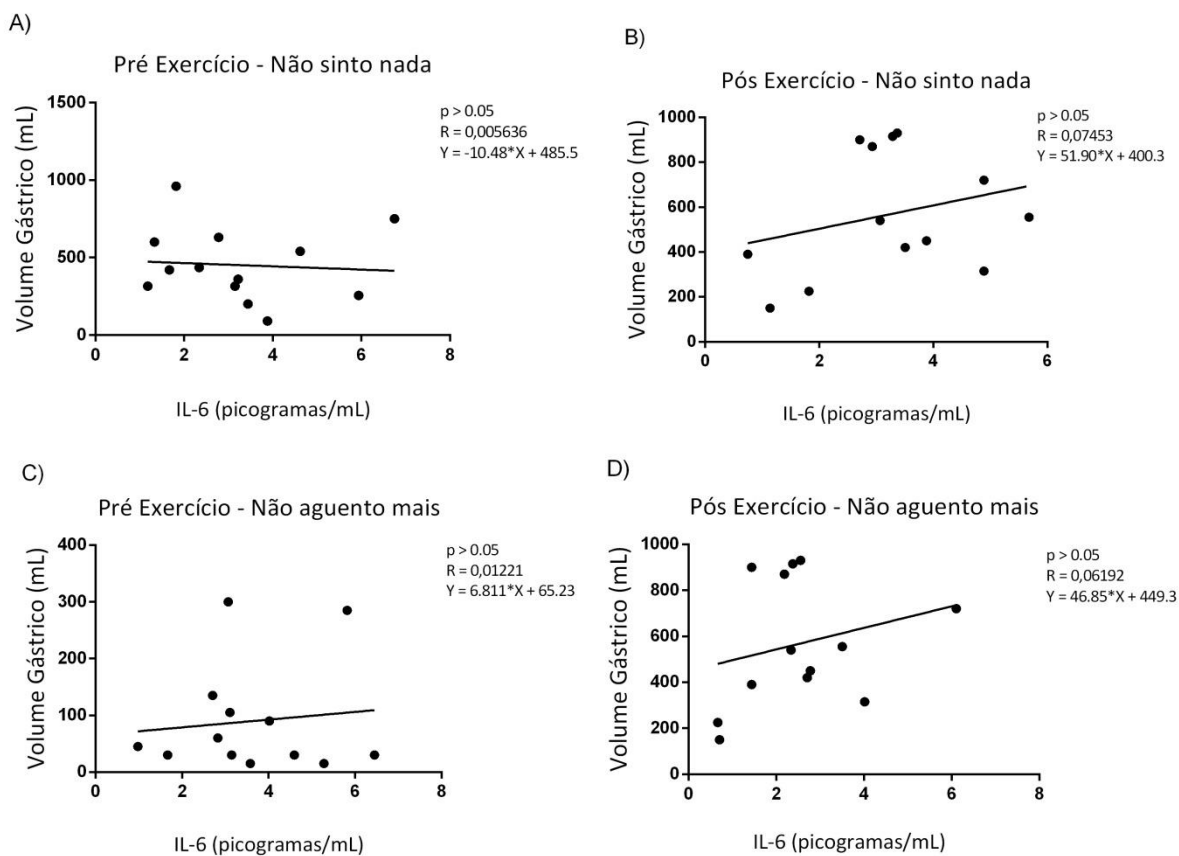 A)
Pré Exercício - Não sinto nada
p > 0.05
R = 0,005636
Y = -10.48*X + 485.5
Volume Gástrico (mL)
1500
1000
500
0
0 2 4 6 8
IL-6 (picogramas/mL)
B)
Pós Exercício - Não sinto nada
p > 0.05
R = 0,07453
Y = 51.90*X + 400.3
Volume Gástrico (mL)
1000
800
600
400
200
0
0 2 4 6
IL-6 (picogramas/mL)
C)
Pré Exercício - Não aguento mais
p > 0.05
R = 0,01221
Y = 6.811*X + 65.23
Volume Gástrico (mL)
400
300
200
100
0
0 2 4 6 8
IL-6 (picogramas/mL)
D)
Pós Exercício - Não aguento mais
p > 0.05
R = 0,06192
Y = 46.85*X + 449.3
Volume Gástrico (mL)
1000
800
600
400
200
0
0 2 4 6 8
IL-6 (picogramas/mL)